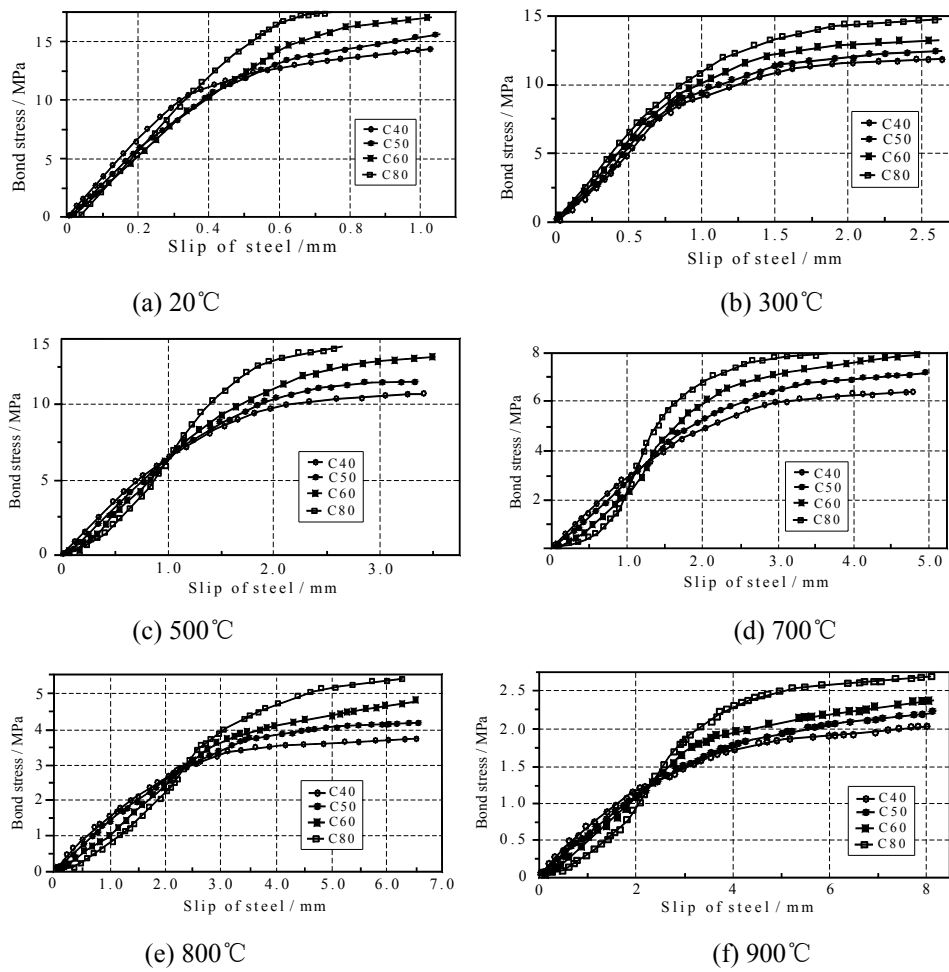 Bond stress / MPa
15
10
5
0
C40
C50
C60
C80
0 0.2 0.4 0.6 0.8 1.0
Slip of steel /mm
(a) 20℃
Bond stress / MPa
15
10
5
0
C40
C50
C60
C80
0 0.5 1.0 1.5 2.0 2.5
Slip of steel / mm
(b) 300℃
Bond stress / MPa
15
10
5
0
C40
C50
C60
C80
0 1.0 2.0 3.0
Slip of steel / mm
(c) 500℃
Bond stress / MPa
8
6
4
2
C40
C50
C60
C80
0 1.0 2.0 3.0 4.0 5.0
Slip of steel / mm
(d) 700℃
Bond stress / MPa
5
4
3
2
1
0
C40
C50
C60
C80
0.0 1.0 2.0 3.0 4.0 5.0 6.0 7.0
Slip of steel / mm
(e) 800℃
Bond stress / MPa
2.5
2.0
1.5
1.0
0.5
0
C40
C50
C60
C80
0 2 4 6 8
Slip of steel / mm
(f) 900℃